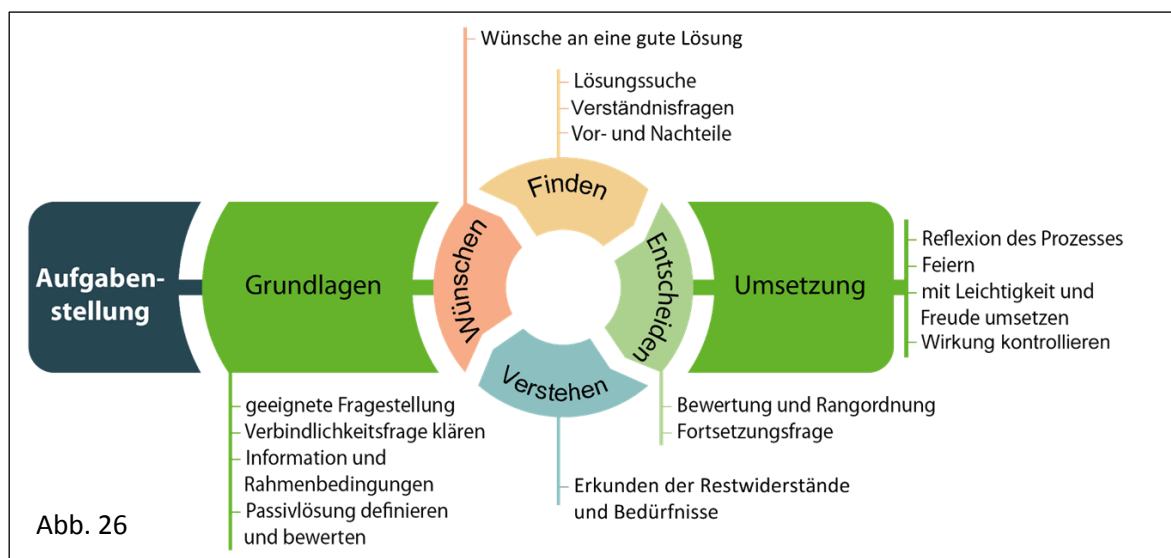 Wünsche an eine gute Lösung
Lösungssuche
Verständnisfragen
Vor- und Nachteile
Finden
Aufgaben-
stellung
Grundlagen
Wünschen
Entscheiden
Umsetzung
Reflexion des Prozesses
Feiern
mit Leichtigkeit und
Freude umsetzen
Wirkung kontrollieren
Verstehen
geeignete Fragestellung
Verbindlichkeitsfrage klären
Information und
Rahmenbedingungen
Passivlösung definieren
und bewerten
Bewertung und Rangordnung
Fortsetzungsfrage
Erkunden der Restwiderstände
und Bedürfnisse
Abb. 26